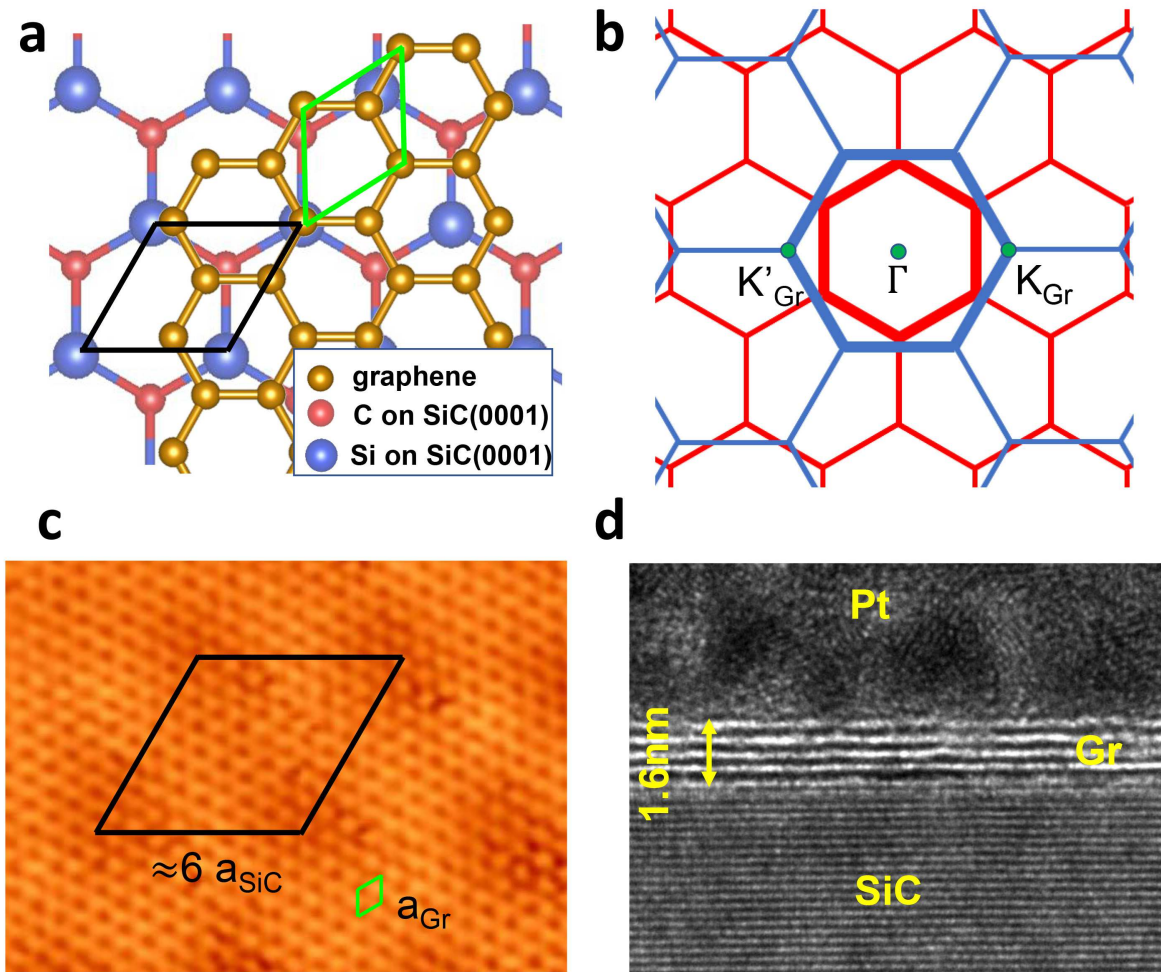 a
graphene
C on SiC(0001)
Si on SiC(0001)
b
K'Gr
Γ
KGr
c
≈6 aSiC
aGr
d
Pt
1.6nm
Gr
SiC